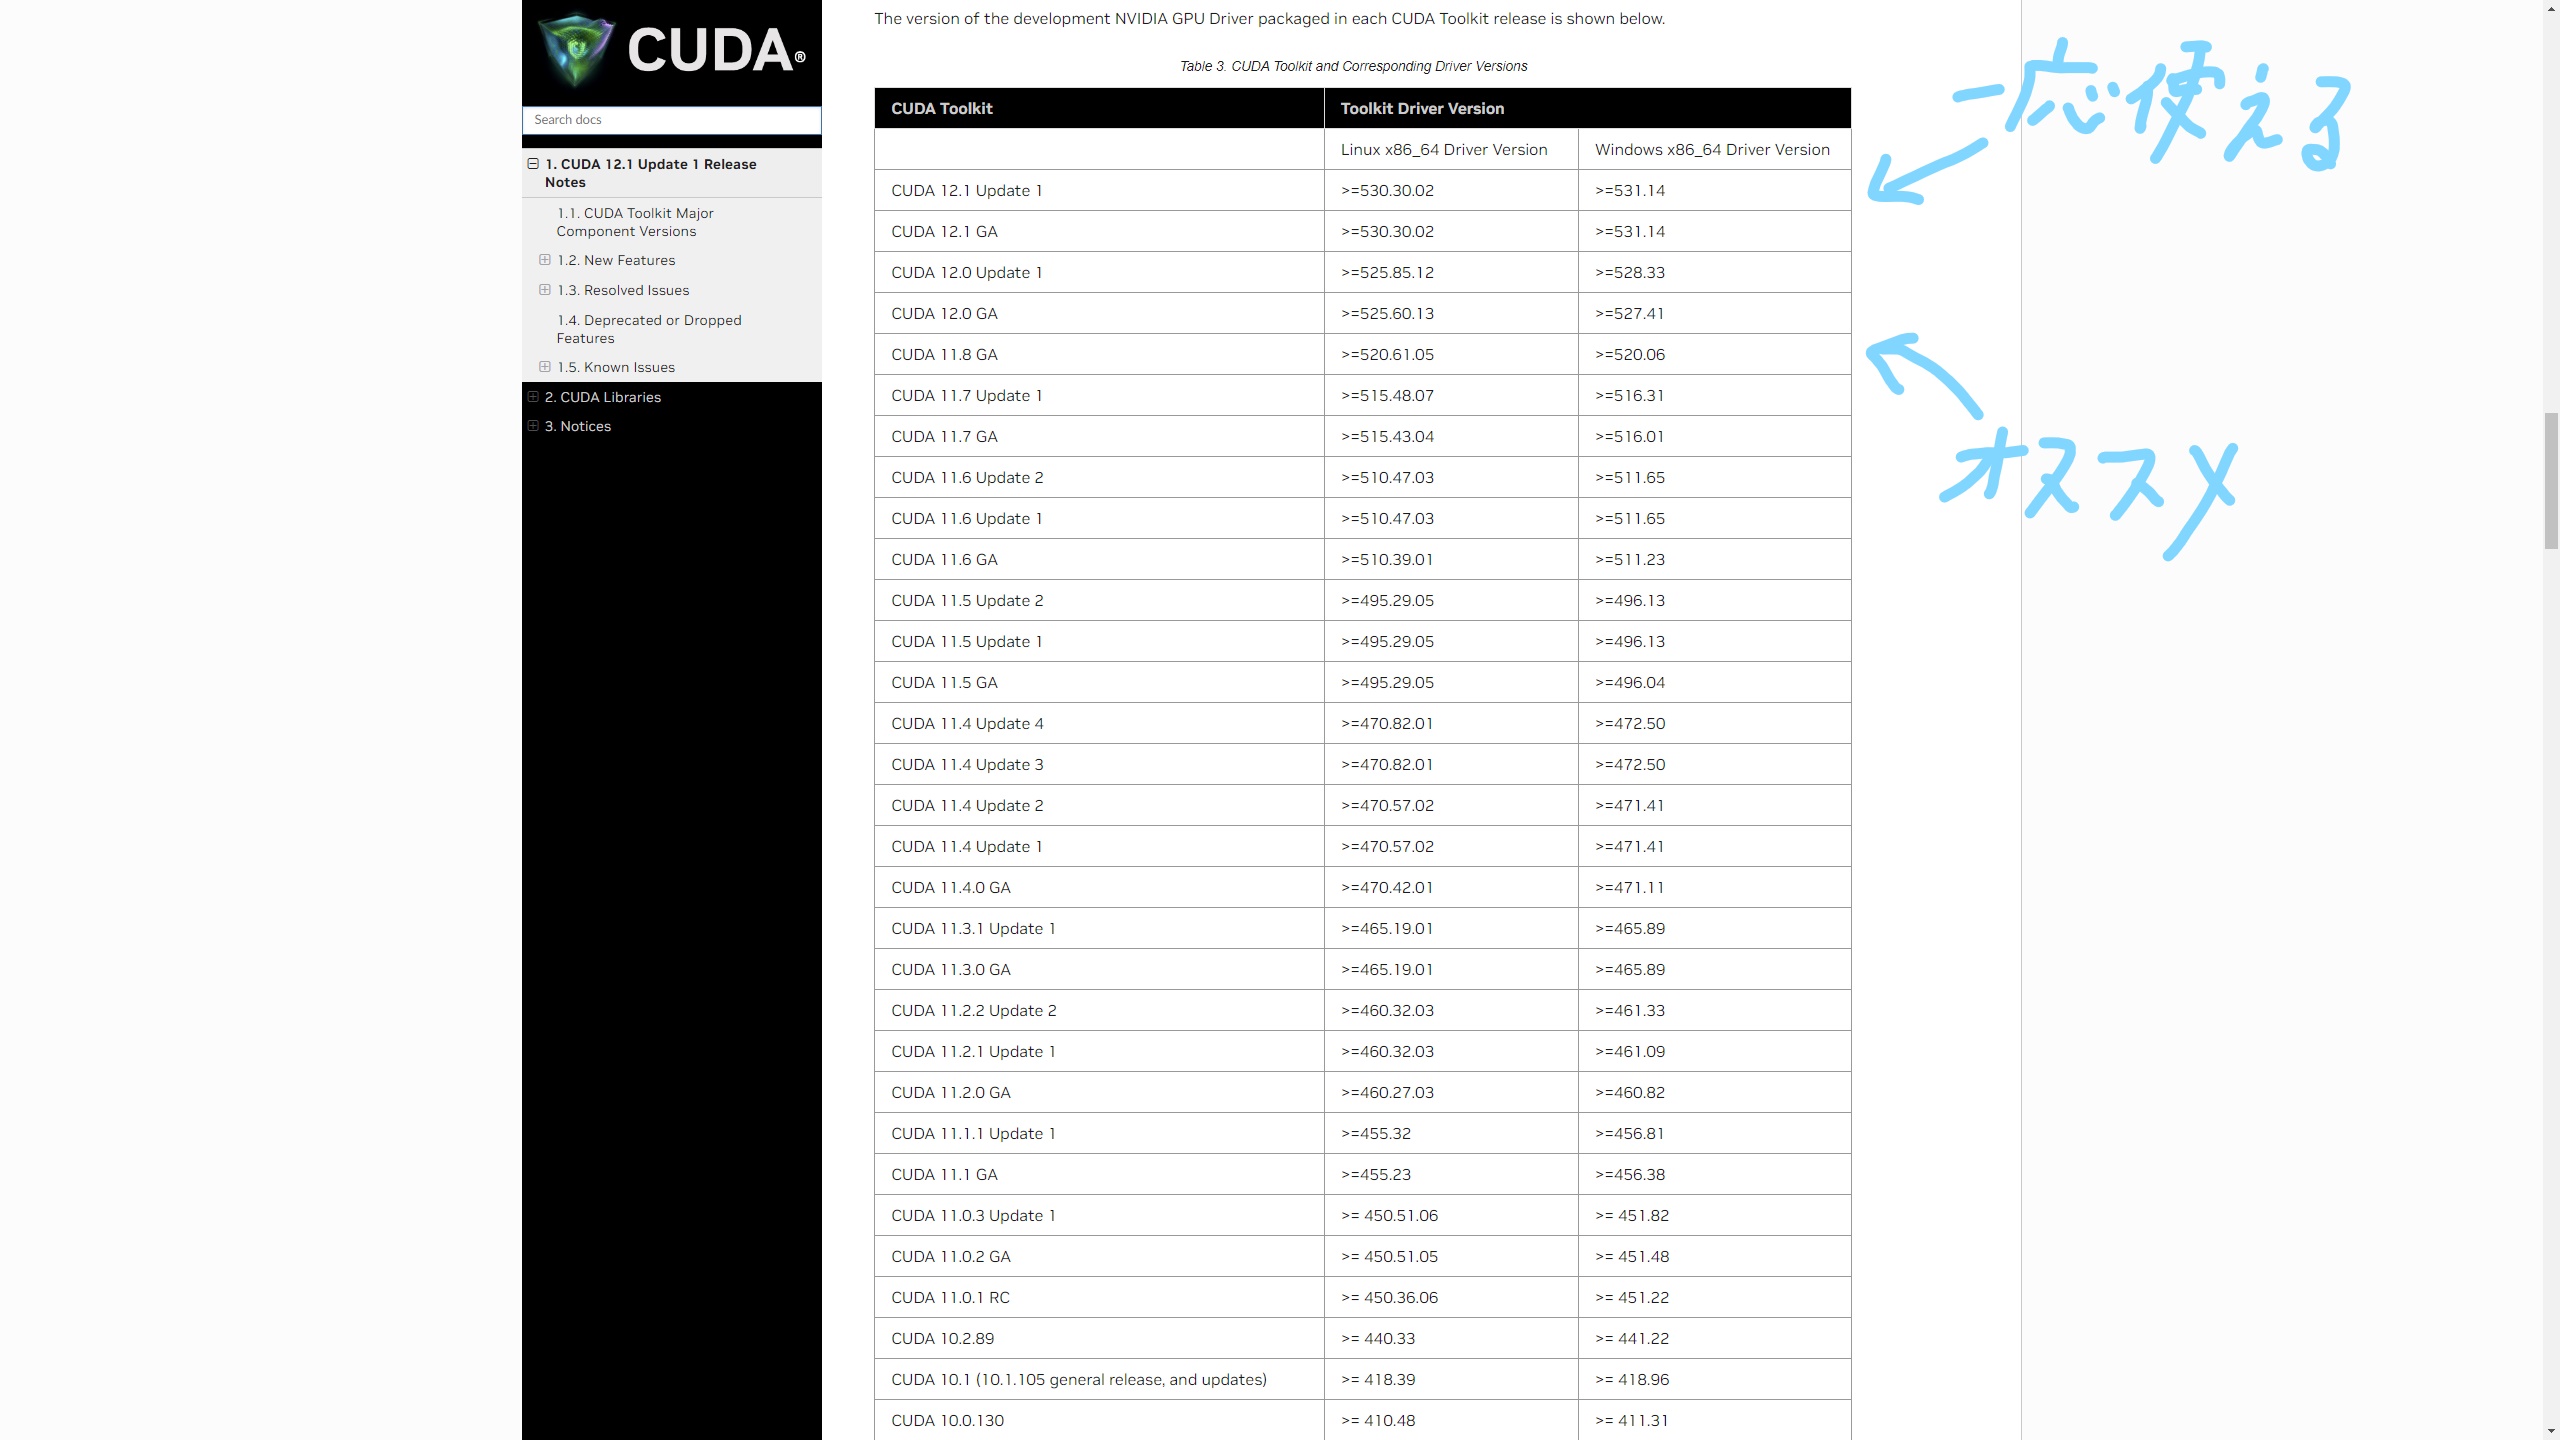 CUDA®
Search docs
1. CUDA 12.1 Update 1 Release
Notes
1.1. CUDA Toolkit Major
Component Versions
1.2. New Features
1.3. Resolved Issues
1.4. Deprecated or Dropped
Features
1.5. Known Issues
2. CUDA Libraries
3. Notices
The version of the development NVIDIA GPU Driver packaged in each CUDA Toolkit release is shown below.
Table 3. CUDA Toolkit and Corresponding Driver Versions
CUDA Toolkit Toolkit Driver Version
Linux x86_64 Driver Version Windows x86_64 Driver Version
CUDA 12.1 Update 1 >=530.30.02 >=531.14
CUDA 12.1 GA >=530.30.02 >=531.14
CUDA 12.0 Update 1 >=525.85.12 >=528.33
CUDA 12.0 GA >=525.60.13 >=527.41
CUDA 11.8 GA >=520.61.05 >=520.06
CUDA 11.7 Update 1 >=515.48.07 >=516.31
CUDA 11.7 GA >=515.43.04 >=516.01
CUDA 11.6 Update 2 >=510.47.03 >=511.65
CUDA 11.6 Update 1 >=510.47.03 >=511.65
CUDA 11.6 GA >=510.39.01 >=511.23
CUDA 11.5 Update 2 >=495.29.05 >=496.13
CUDA 11.5 Update 1 >=495.29.05 >=496.13
CUDA 11.5 GA >=495.29.05 >=496.04
CUDA 11.4 Update 4 >=470.82.01 >=472.50
CUDA 11.4 Update 3 >=470.82.01 >=472.50
CUDA 11.4 Update 2 >=470.57.02 >=471.41
CUDA 11.4 Update 1 >=470.57.02 >=471.41
CUDA 11.4.0 GA >=470.42.01 >=471.11
CUDA 11.3.1 Update 1 >=465.19.01 >=465.89
CUDA 11.3.0 GA >=465.19.01 >=465.89
CUDA 11.2.2 Update 2 >=460.32.03 >=461.33
CUDA 11.2.1 Update 1 >=460.32.03 >=461.09
CUDA 11.2.0 GA >=460.27.03 >=460.82
CUDA 11.1.1 Update 1 >=455.32 >=456.81
CUDA 11.1 GA >=455.23 >=456.38
CUDA 11.0.3 Update 1 >= 450.51.06 >= 451.82
CUDA 11.0.2 GA >= 450.51.05 >= 451.48
CUDA 11.0.1 RC >= 450.36.06 >= 451.22
CUDA 10.2.89 >= 440.33 >= 441.22
CUDA 10.1 (10.1.105 general release, and updates) >= 418.39 >= 418.96
CUDA 10.0.130 >= 410.48 >= 411.31
一応使える
オススメ